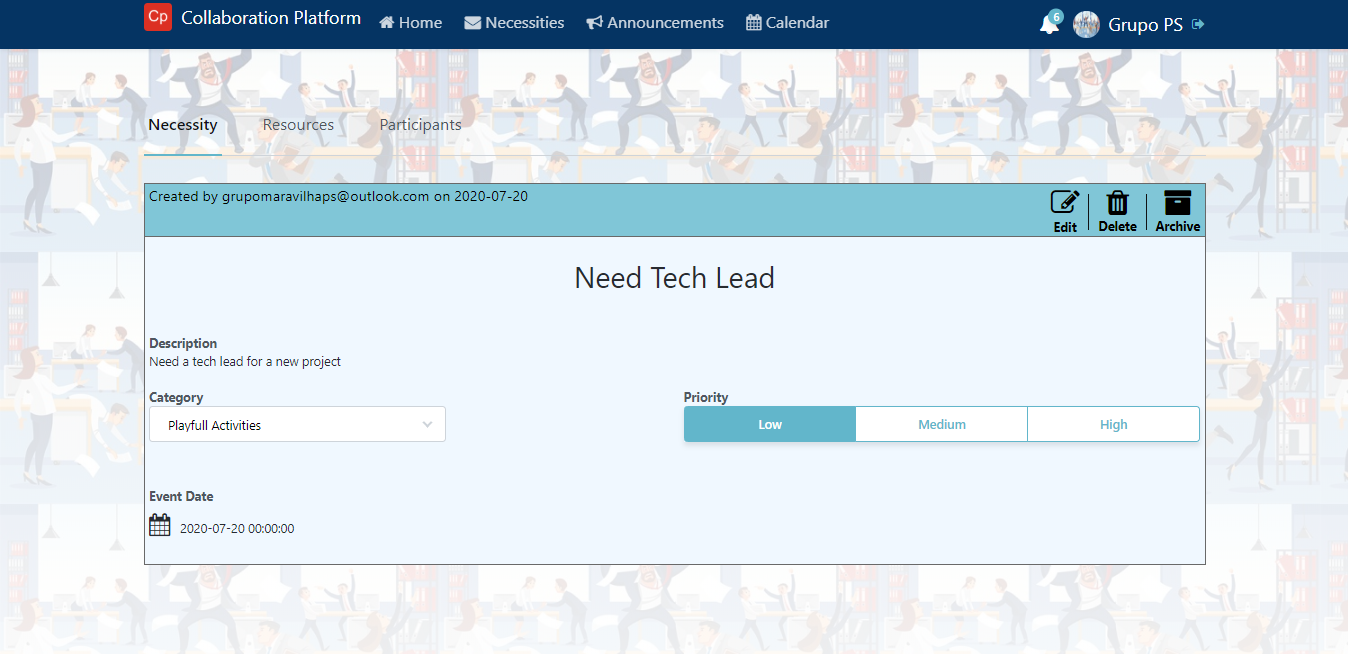 Cp Collaboration Platform Home Necessities Announcements Calendar 6 Grupo PS
Necessity Resources Participants
Created by grupomaravilhaps@outlook.com on 2020-07-20
Edit Delete Archive
Need Tech Lead
Description
Need a tech lead for a new project
Category Priority
Playfull Activities Low Medium High
Event Date
2020-07-20 00:00:00